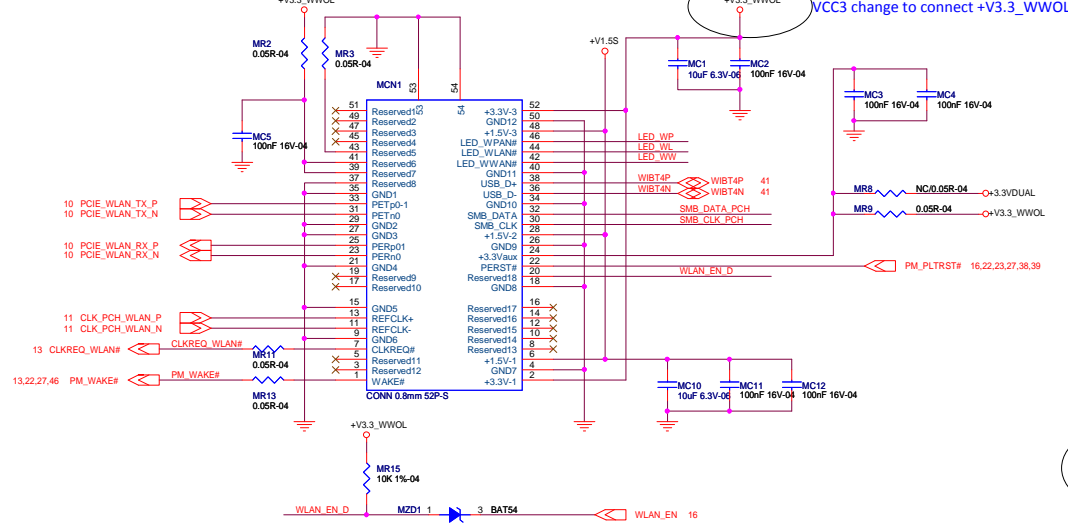 +V3.3_WWOL
+V3.3_WWOL
VCC3 change to connect +V3.3_WWOL
MR2
0.05R-04
MR3
0.05R-04
+V1.5S
MC1
10uF 6.3V-06
MC2
100nF 16V-04
MCN1
53
54
53
54
MC3
100nF 16V-04
MC4
100nF 16V-04
MC5
100nF 16V-04
51 Reserved1 +3.3V-3 52
49 Reserved2 GND12 50
47 Reserved3 +1.5V-3 48
45 Reserved4 LED_WPAN# 46 LED_WP
43 Reserved5 LED_WLAN# 44 LED_WL
41 Reserved6 LED_WWAN# 42 LED_WW
39 Reserved7 GND11 40
37 Reserved8 USB_D+ 38 WIBT4P WIBT4P 41
35 GND1 USB_D- 36 WIBT4N WIBT4N 41
10 PCIE_WLAN_TX_P 33 PETp0-1 GND10 34
10 PCIE_WLAN_TX_N 31 PETn0 SMB_DATA 32 SMB_DATA_PCH
29 GND2 SMB_CLK 30 SMB_CLK_PCH
27 GND3 +1.5V-2 28
10 PCIE_WLAN_RX_P 25 PERp01 GND9 26
10 PCIE_WLAN_RX_N 23 PERn0 +3.3Vaux 24
21 GND4 PERST# 22 PM_PLTRST# 16,22,23,27,38,39
19 Reserved9 Reserved18 20 WLAN_EN_D
17 Reserved10 GND8 18
MR8 NC/0.05R-04 +3.3VDUAL
MR9 0.05R-04 +V3.3_WWOL
15 GND5 Reserved17 16
11 CLK_PCH_WLAN_P 13 REFCLK+ Reserved16 14
11 CLK_PCH_WLAN_N 11 REFCLK- Reserved15 12
9 GND6 Reserved14 10
13 CLKREQ_WLAN# CLKREQ_WLAN# 7 CLKREQ# Reserved13 8
MR11
0.05R-04
5 Reserved11 +1.5V-1 6
3 Reserved12 GND7 4
13,22,27,46 PM_WAKE# PM_WAKE# 1 WAKE# +3.3V-1 2
MR13
0.05R-04
CONN 0.8mm 52P-S
MC10
10uF 6.3V-06
MC11
100nF 16V-04
MC12
100nF 16V-04
+V3.3_WWOL
MR15
10K 1%-04
WLAN_EN_D MZD1 1 3 BAT54 WLAN_EN 16